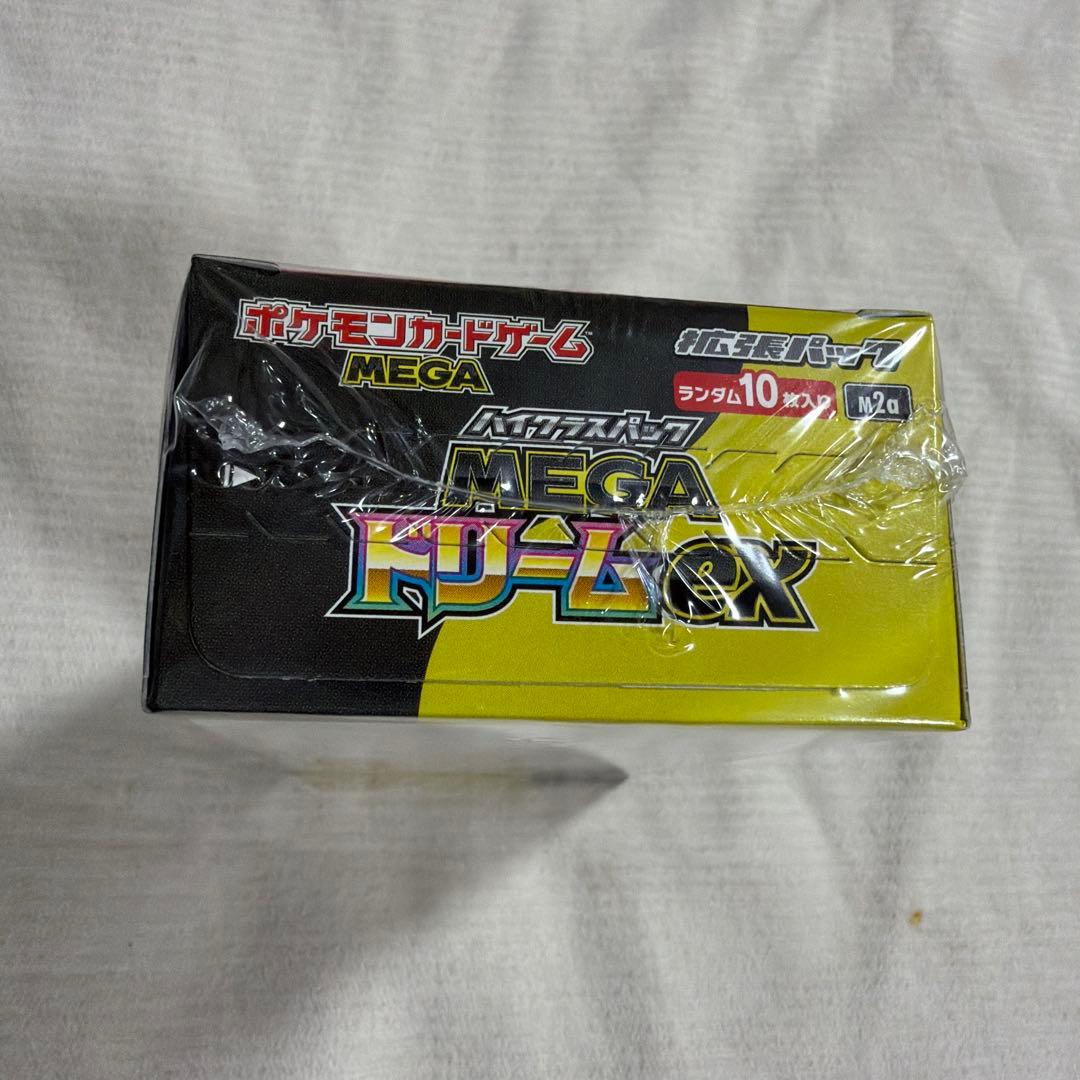 ポケモンカードゲーム
MEGA
拡張パック
ランダム10枚入り
M2a
ハイクラスパック
MEGA
ドリームex